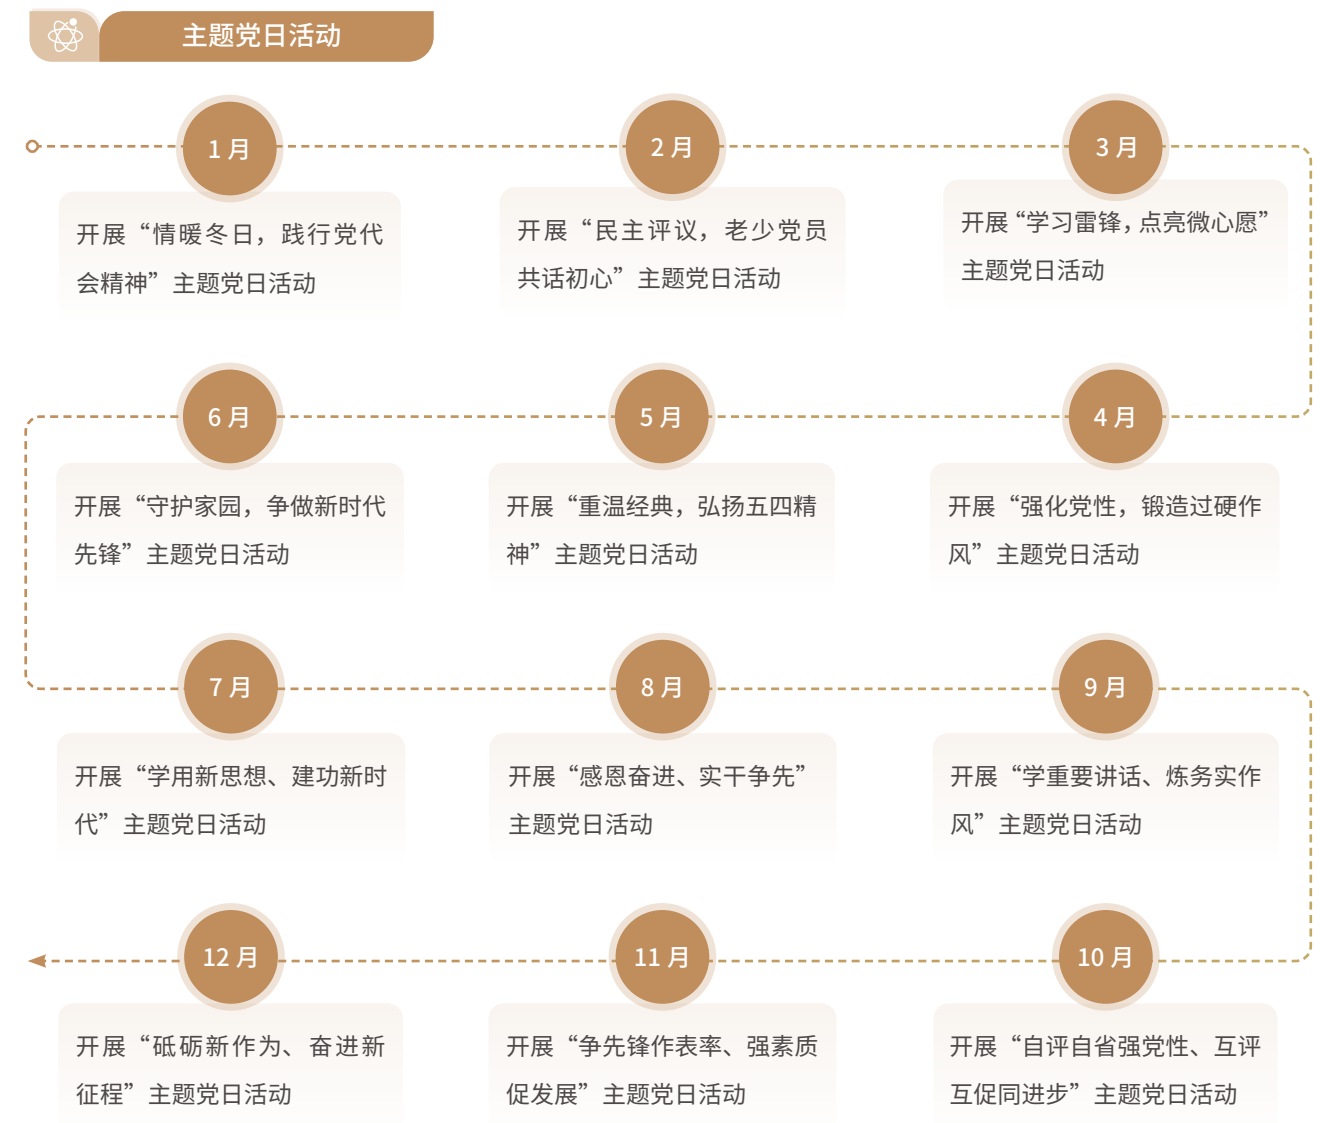 主题党日活动
1 月
开展“情暖冬日，践行党代
会精神”主题党日活动
2 月
开展“民主评议，老少党员
共话初心”主题党日活动
3 月
开展“学习雷锋，点亮微心愿”
主题党日活动
4 月
开展“强化党性，锻造过硬作
风”主题党日活动
5 月
开展“重温经典，弘扬五四精
神”主题党日活动
6 月
开展“守护家园，争做新时代
先锋”主题党日活动
7 月
开展“学用新思想、建功新时
代”主题党日活动
8 月
开展“感恩奋进、实干争先”
主题党日活动
9 月
开展“学重要讲话、炼务实作
风”主题党日活动
10 月
开展“自评自省强党性、互评
互促同进步”主题党日活动
11 月
开展“争先锋作表率、强素质
促发展”主题党日活动
12 月
开展“砥砺新作为、奋进新
征程”主题党日活动